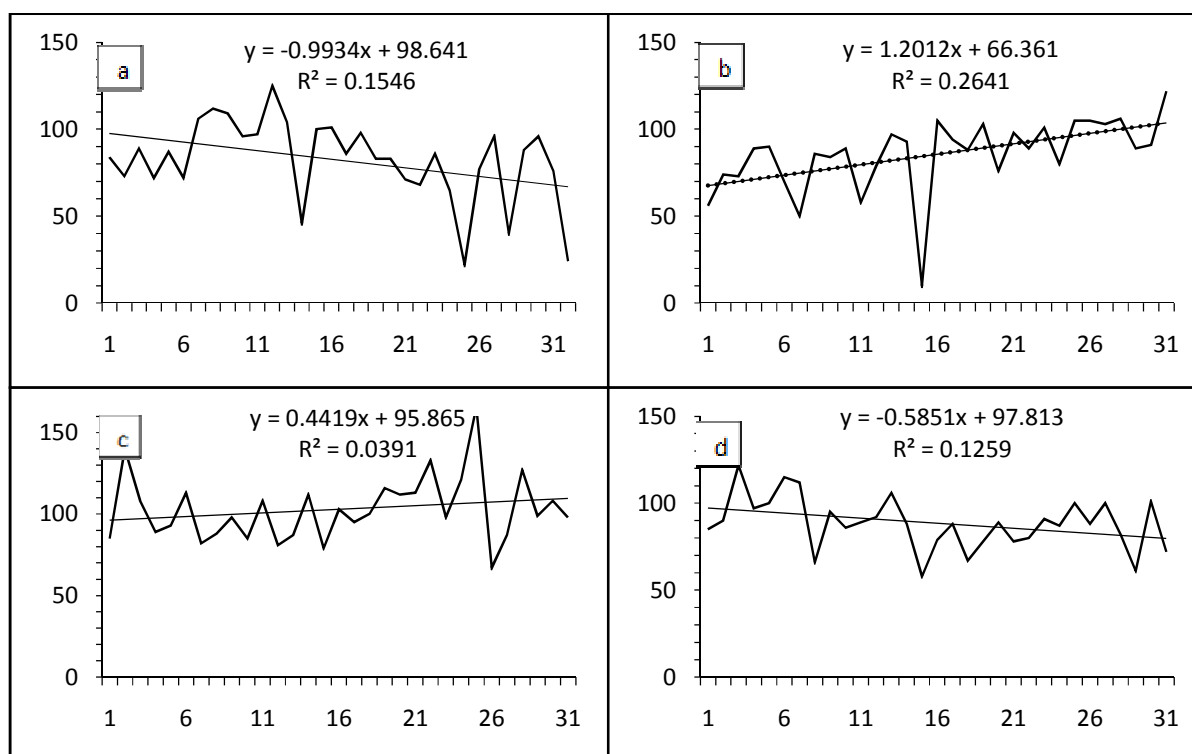 a
y = -0.9934x + 98.641
R² = 0.1546
150
100
50
0
1 6 11 16 21 26 31
b
y = 1.2012x + 66.361
R² = 0.2641
150
100
50
0
1 6 11 16 21 26 31
c
y = 0.4419x + 95.865
R² = 0.0391
150
100
50
0
1 6 11 16 21 26 31
d
y = -0.5851x + 97.813
R² = 0.1259
150
100
50
0
1 6 11 16 21 26 31